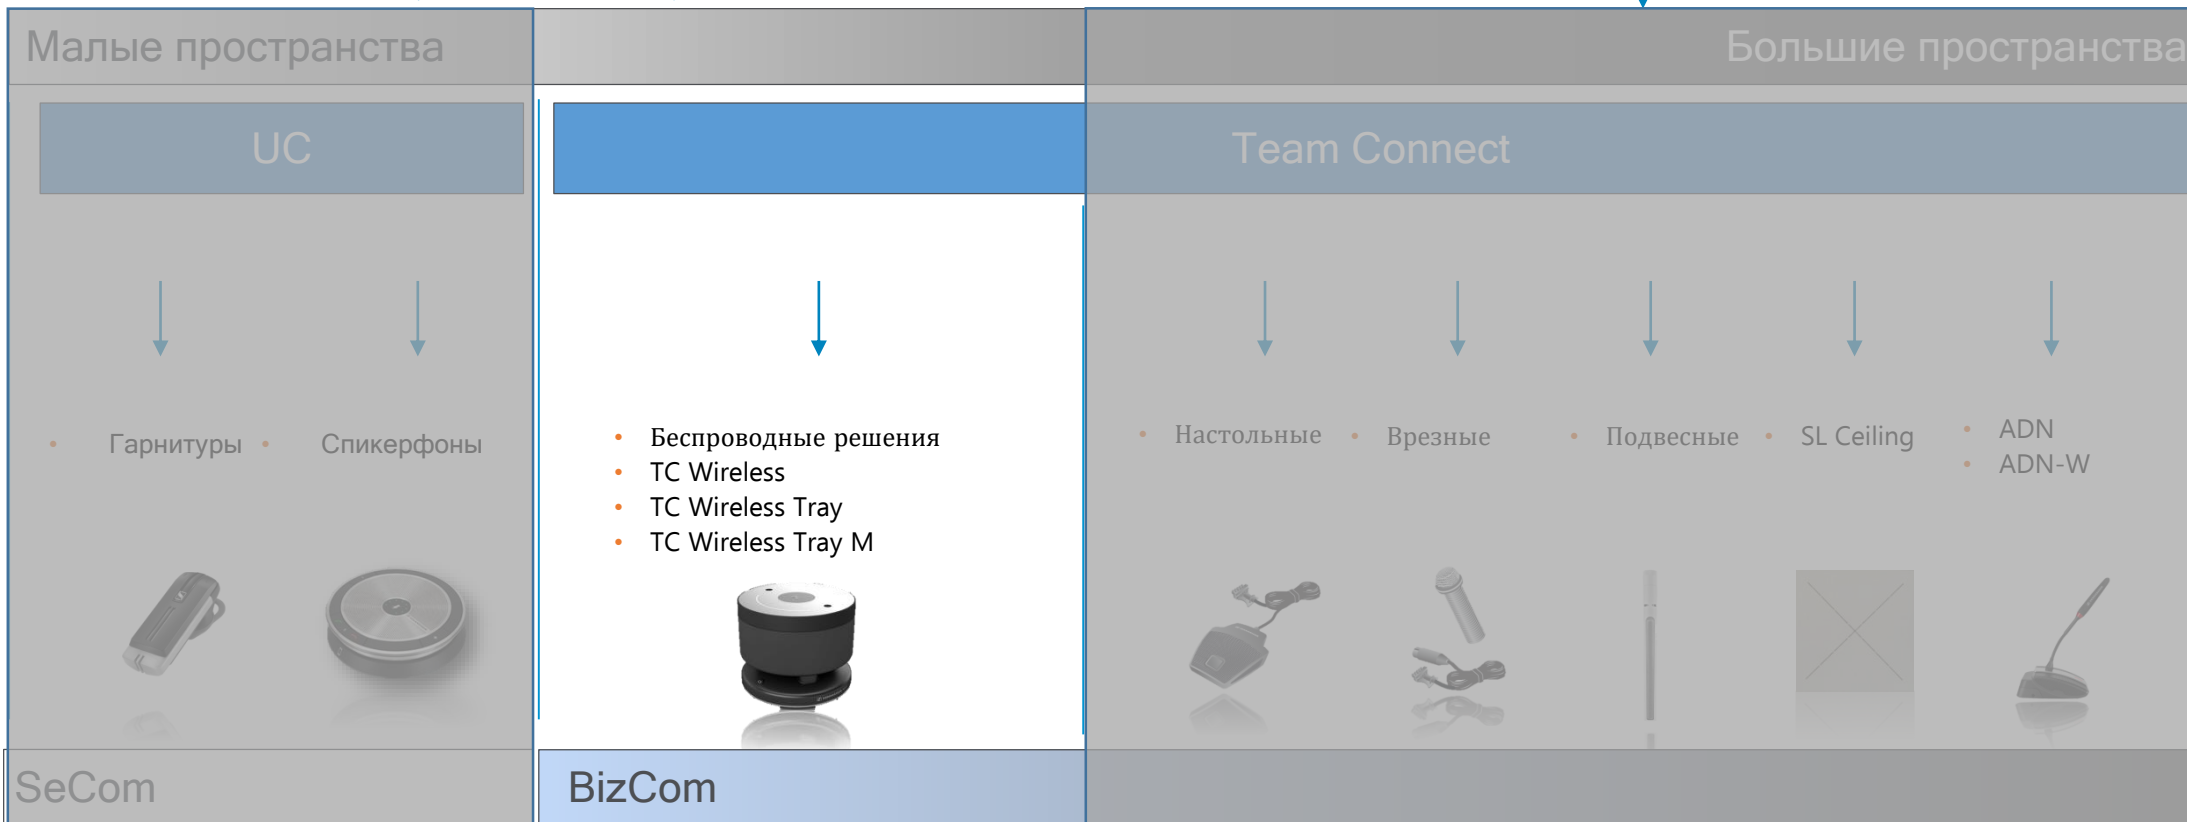 Малые пространства
Большие пространства
UC
Team Connect
• Гарнитуры
• Спикерфоны
• Беспроводные решения
• TC Wireless
• TC Wireless Tray
• TC Wireless Tray M
• Настольные
• Врезные
• Подвесные
• SL Ceiling
• ADN
• ADN-W
SeCom
BizCom